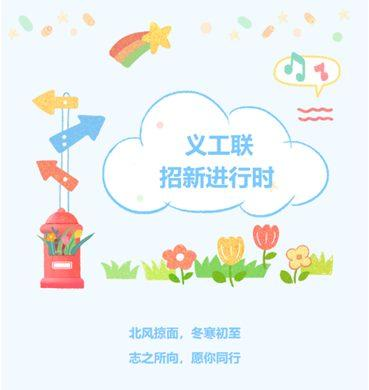 义工联
招新进行时
北风掠面，冬寒初至
志之所向，愿你同行